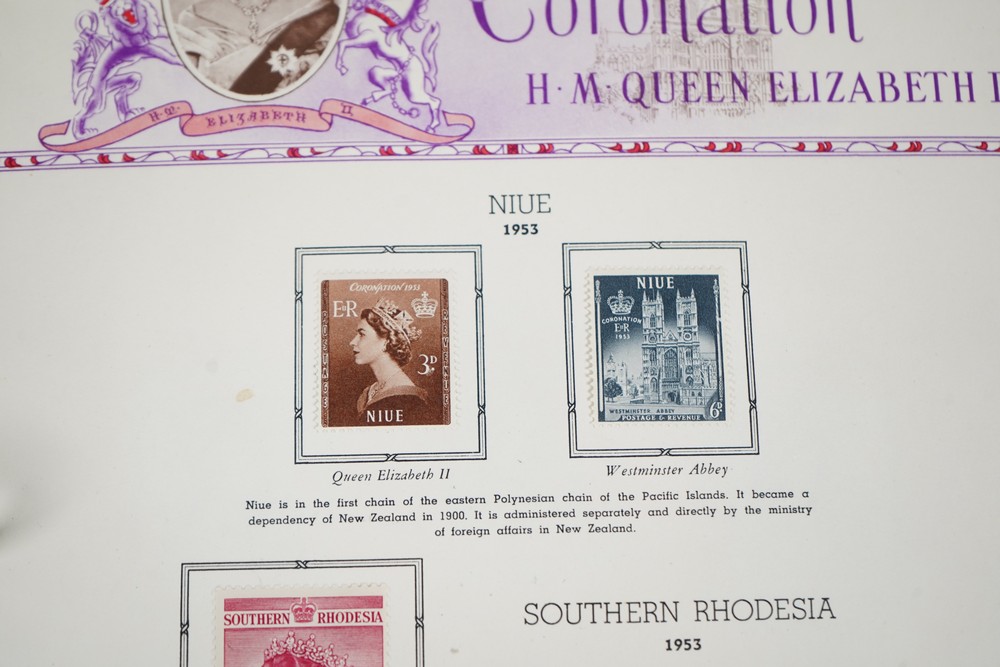 Coronation
H·M·QUEEN ELIZABETH I
H·M· ELIZABETH II
NIUE
1953
CORONATION 1953
EIIR
3D
NIUE
NIUE
CORONATION
EIIR
1953
WESTMINSTER ABBEY
6D
POSTAGE & REVENUE
Queen Elizabeth II
Westminster Abbey
Niue is in the first chain of the eastern Polynesian chain of the Pacific Islands. It became a
dependency of New Zealand in 1900. It is administered separately and directly by the ministry
of foreign affairs in New Zealand.
SOUTHERN RHODESIA
SOUTHERN RHODESIA
1953